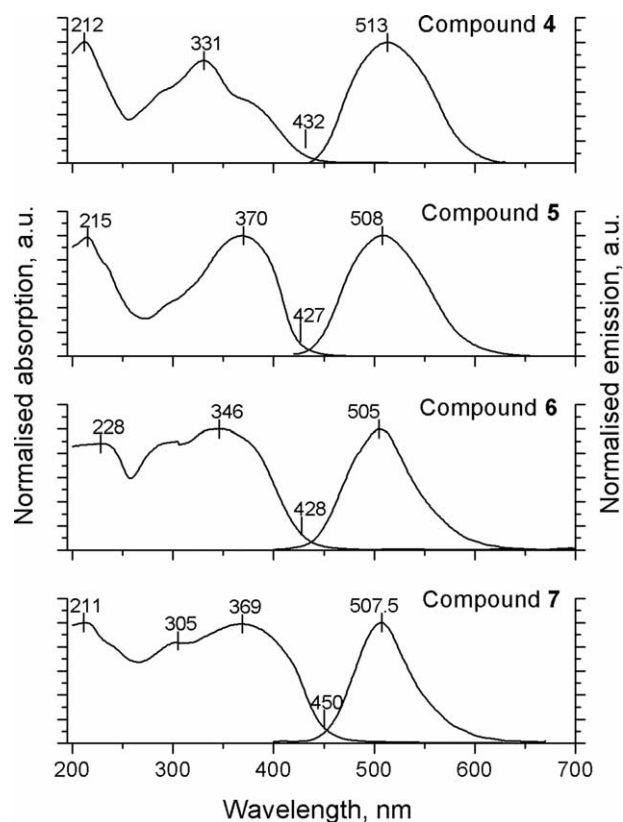 212
331
513
Compound 4
432
215
370
508
Compound 5
427
228
346
505
Compound 6
428
211
305
369
507.5
Compound 7
450
Normalised absorption, a.u.
Normalised emission, a.u.
200 300 400 500 600 700
Wavelength, nm